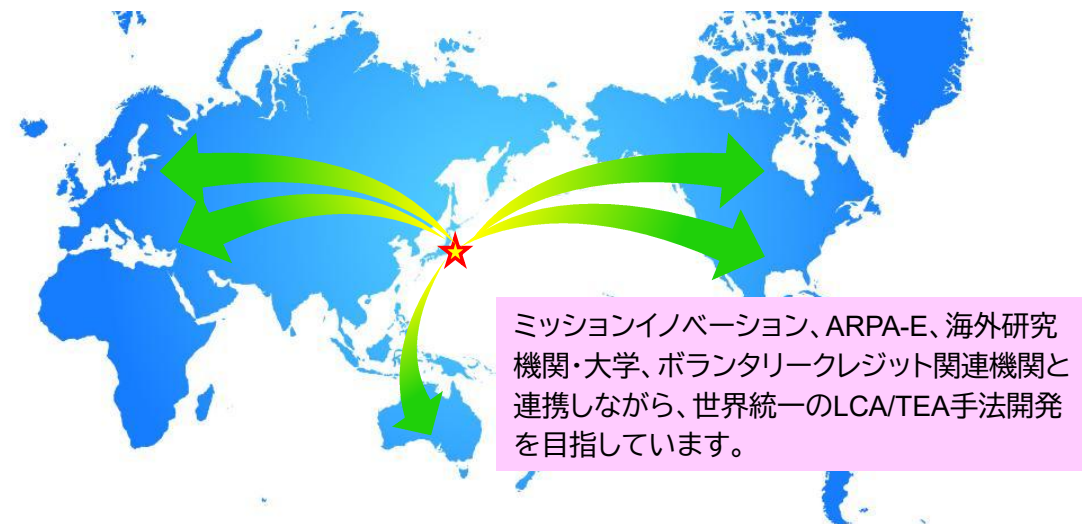 ミッションイノベーション、ARPA-E、海外研究
機関・大学、ボランタリークレジット関連機関と
連携しながら、世界統一のLCA/TEA手法開発
を目指しています。